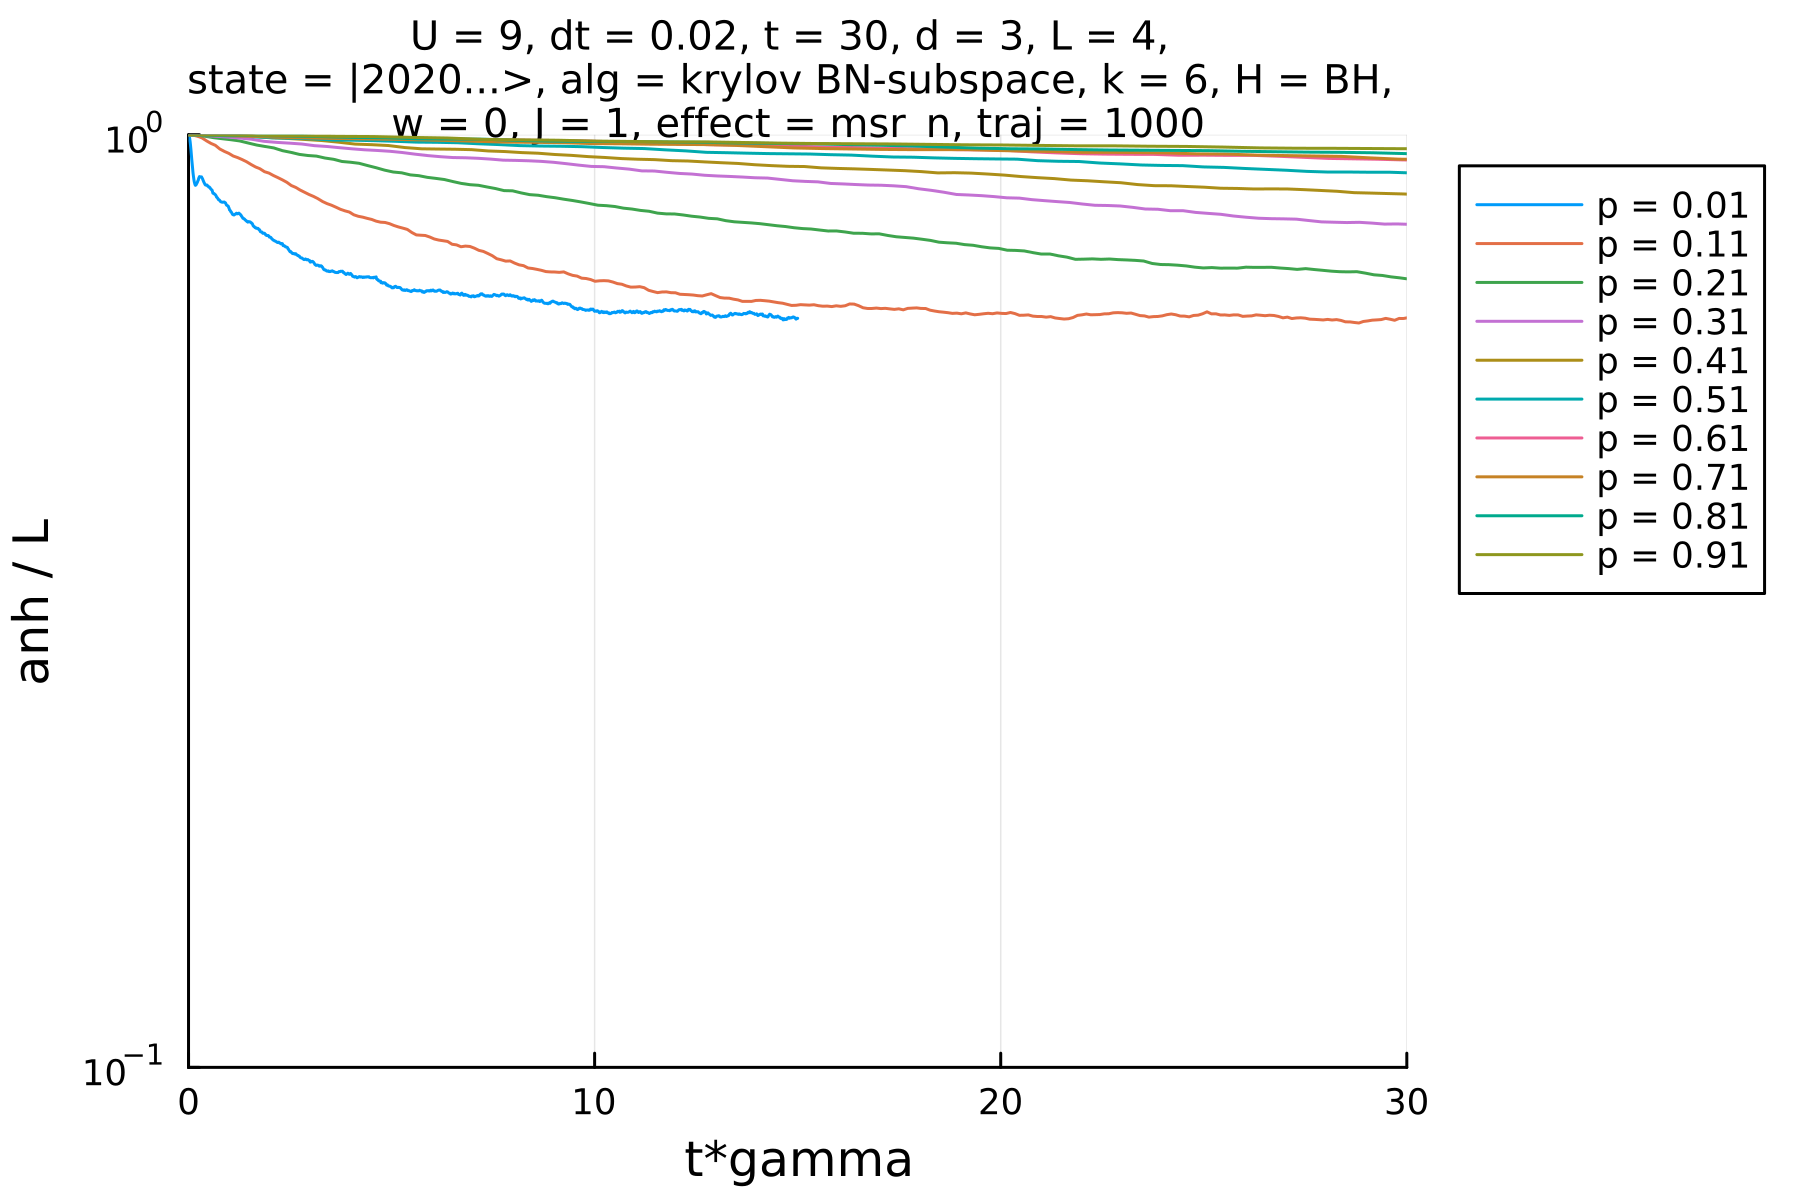 U = 9, dt = 0.02, t = 30, d = 3, L = 4,
state = |2020...>, alg = krylov BN-subspace, k = 6, H = BH,
w = 0, J = 1, effect = msr_n, traj = 1000
10⁰
10⁻¹
anh / L
0 10 20 30
t*gamma
p = 0.01
p = 0.11
p = 0.21
p = 0.31
p = 0.41
p = 0.51
p = 0.61
p = 0.71
p = 0.81
p = 0.91